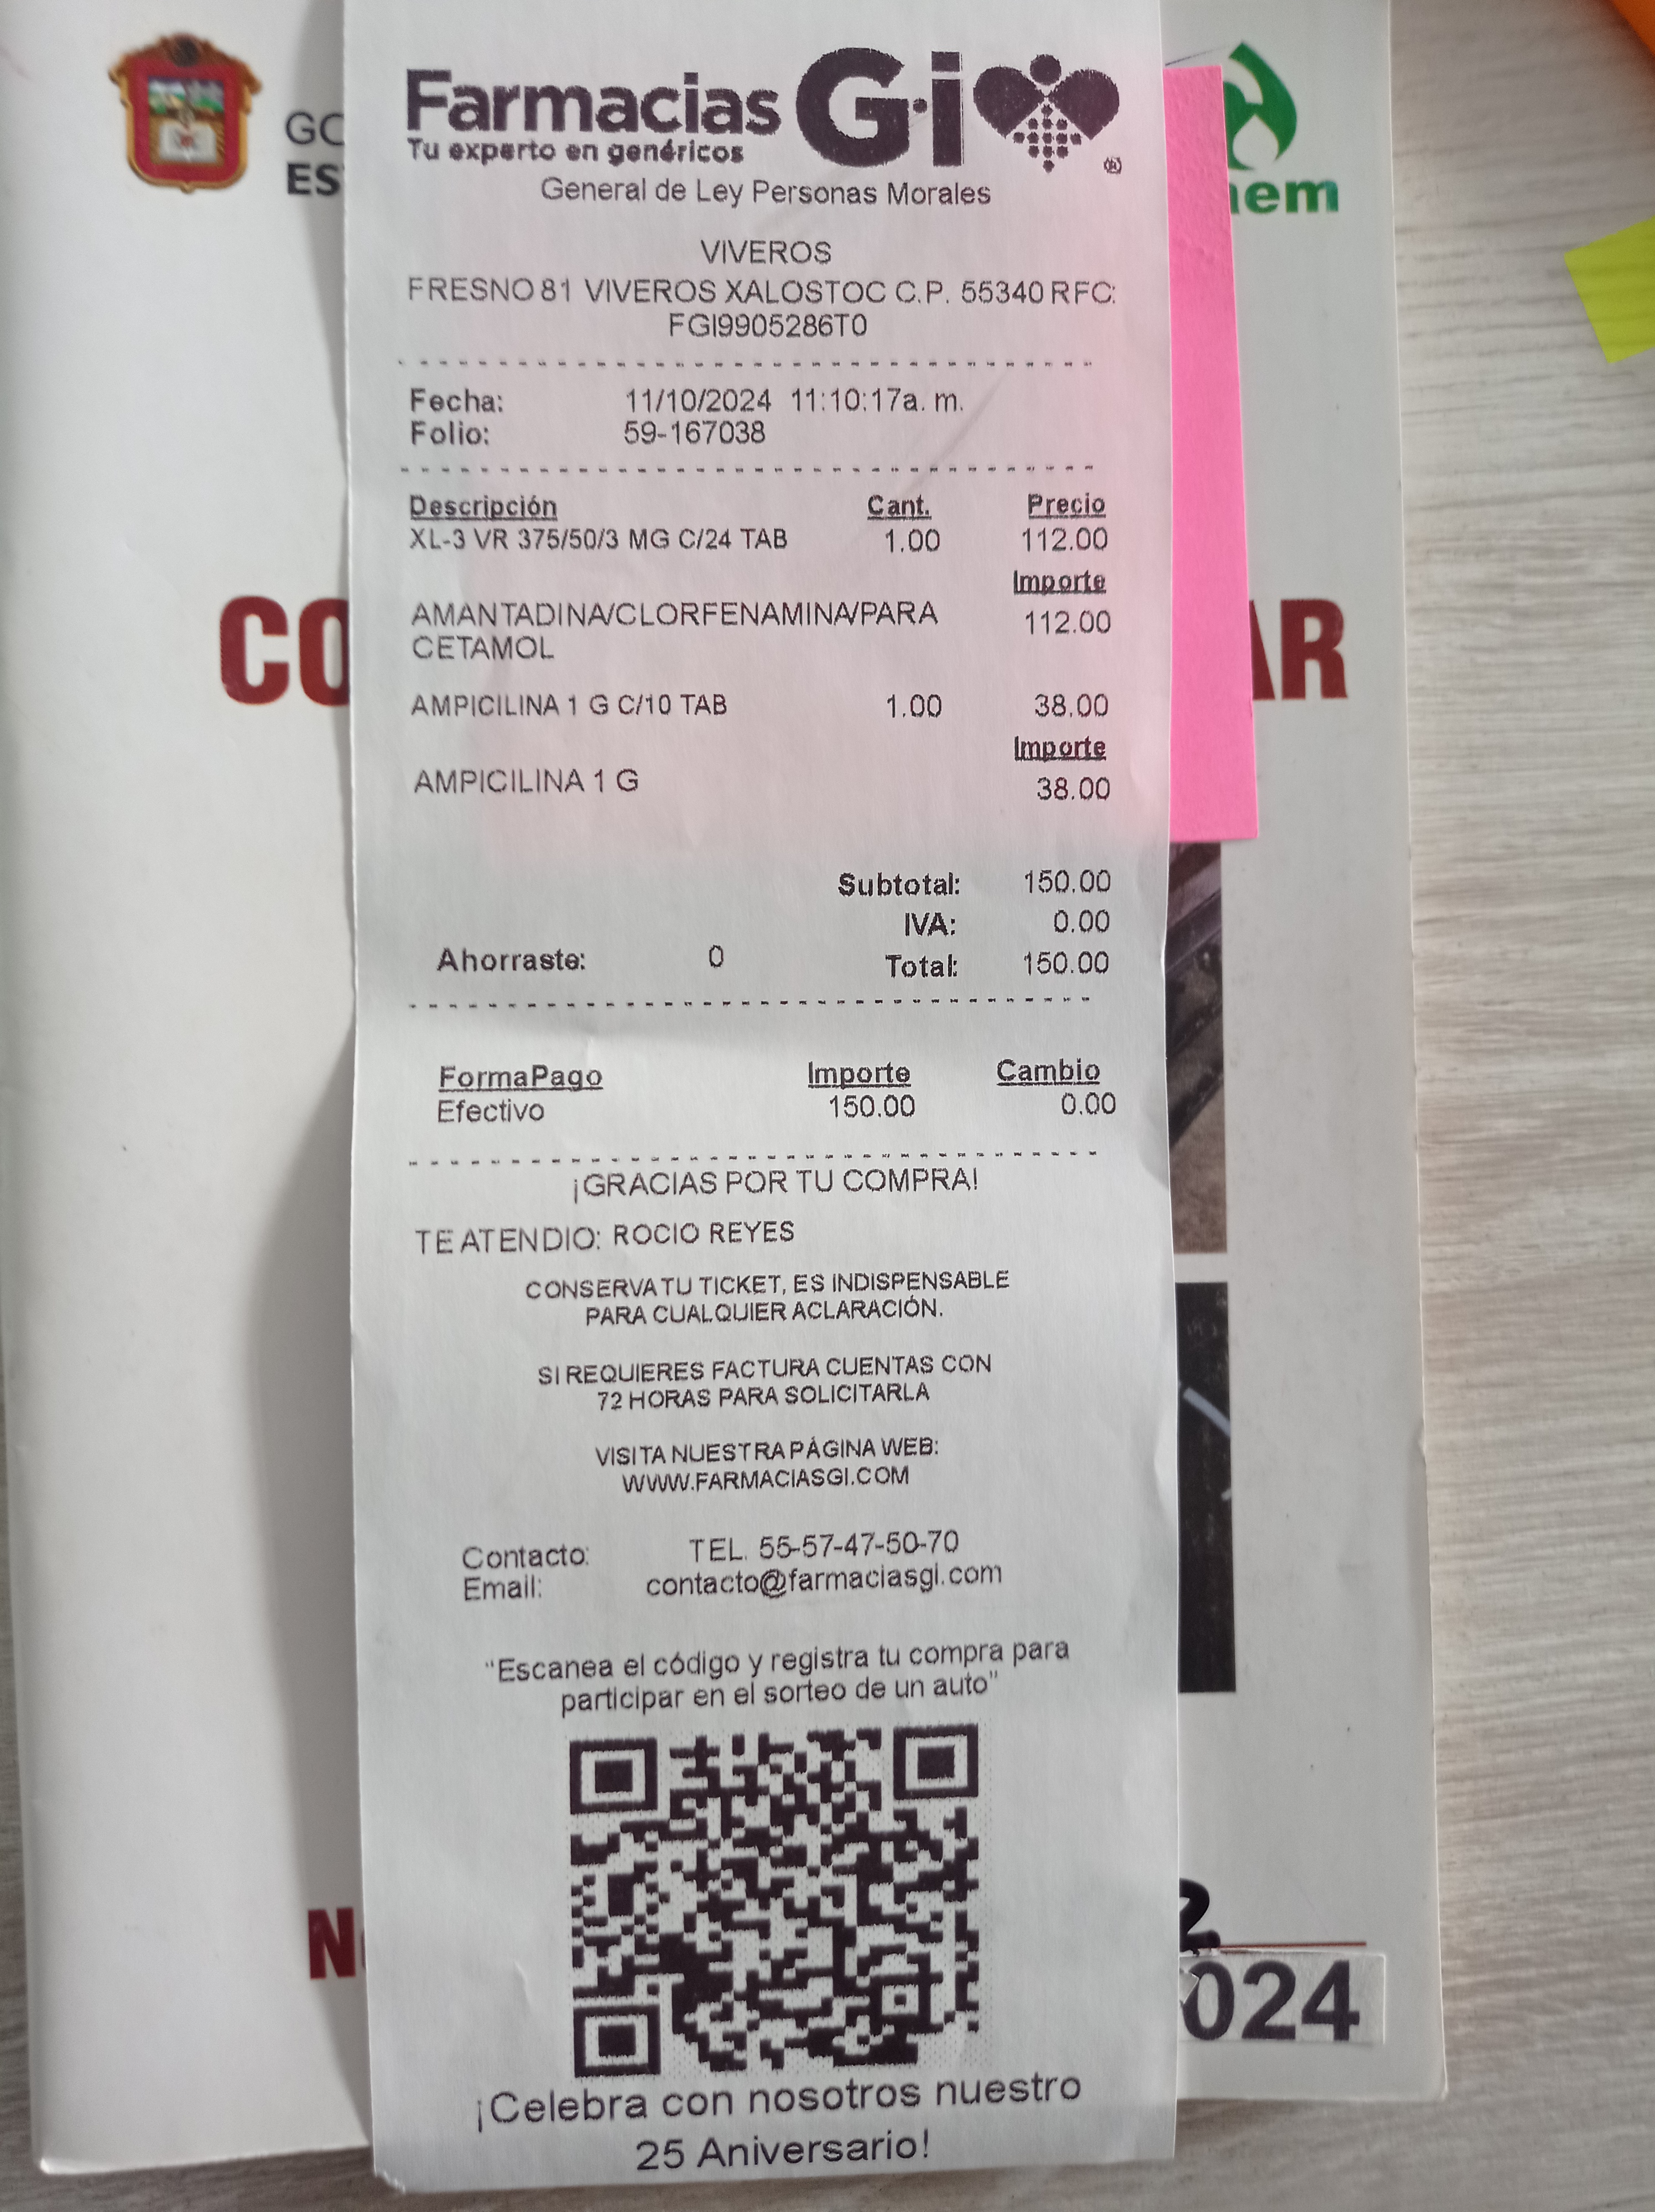 GO
ES
nem
CO
AR
Farmacias G·i
Tu experto en genéricos
General de Ley Personas Morales
VIVEROS
FRESNO 81 VIVEROS XALOSTOC C.P. 55340 RFC:
FGI9905286T0
Fecha: 11/10/2024 11:10:17a. m.
Folio: 59-167038
Descripción Cant. Precio
XL-3 VR 375/50/3 MG C/24 TAB 1.00 112.00
Importe
AMANTADINA/CLORFENAMINA/PARA 112.00
CETAMOL
AMPICILINA 1 G C/10 TAB 1.00 38.00
Importe
AMPICILINA 1 G 38.00
Subtotal: 150.00
IVA: 0.00
Ahorraste: 0 Total: 150.00
FormaPago Importe Cambio
Efectivo 150.00 0.00
¡GRACIAS POR TU COMPRA!
TE ATENDIO: ROCIO REYES
CONSERVA TU TICKET, ES INDISPENSABLE
PARA CUALQUIER ACLARACIÓN.
SI REQUIERES FACTURA CUENTAS CON
72 HORAS PARA SOLICITARLA
VISITA NUESTRA PÁGINA WEB:
WWW.FARMACIASGI.COM
Contacto: TEL. 55-57-47-50-70
Email: contacto@farmaciasgi.com
"Escanea el código y registra tu compra para
participar en el sorteo de un auto"
¡Celebra con nosotros nuestro
25 Aniversario!
N
2
024